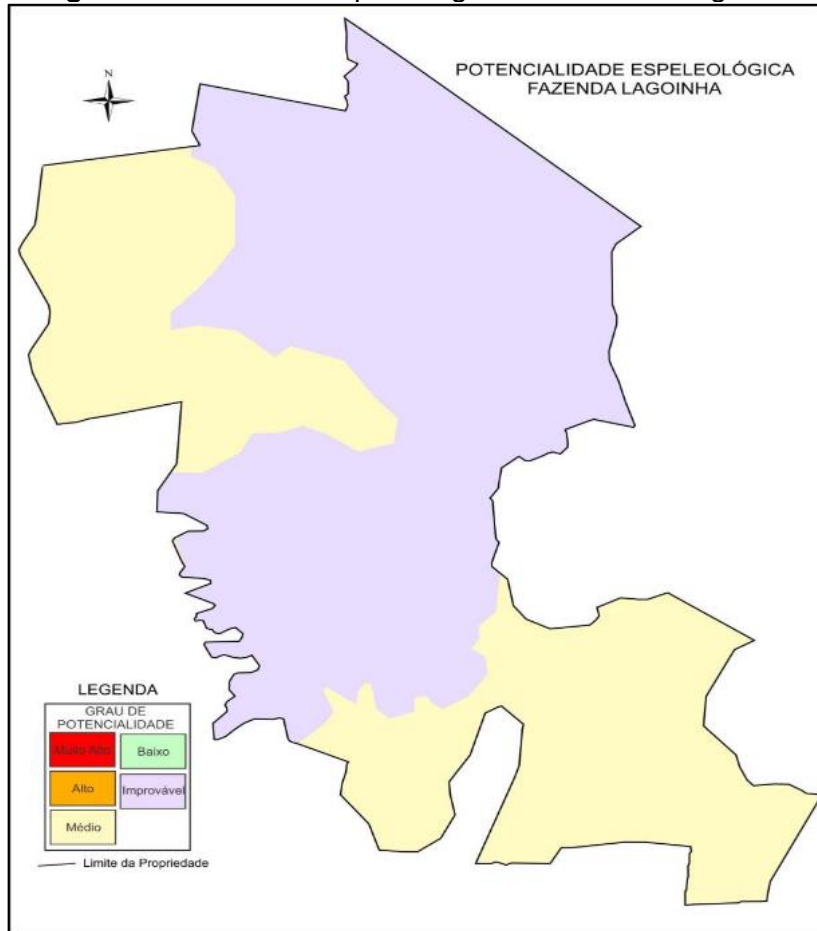 N
POTENCIALIDADE ESPELEOLÓGICA
FAZENDA LAGOINHA
LEGENDA
GRAU DE
POTENCIALIDADE
Muito Alto
Baixo
Alto
Improvável
Médio
Limite da Propriedade